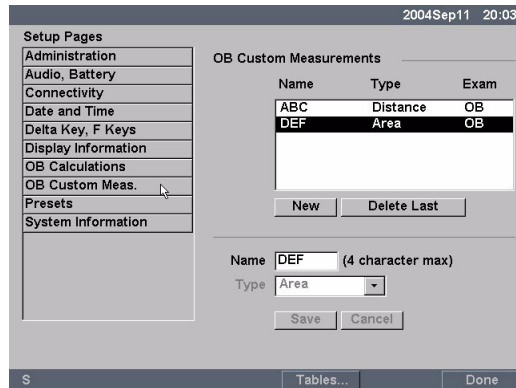 2004Sep11 20:03
Setup Pages
Administration
Audio, Battery
Connectivity
Date and Time
Delta Key, F Keys
Display Information
OB Calculations
OB Custom Meas.
Presets
System Information
OB Custom Measurements
Name Type Exam
ABC Distance OB
DEF Area OB
New Delete Last
Name DEF (4 character max)
Type Area
Save Cancel
S Tables... Done